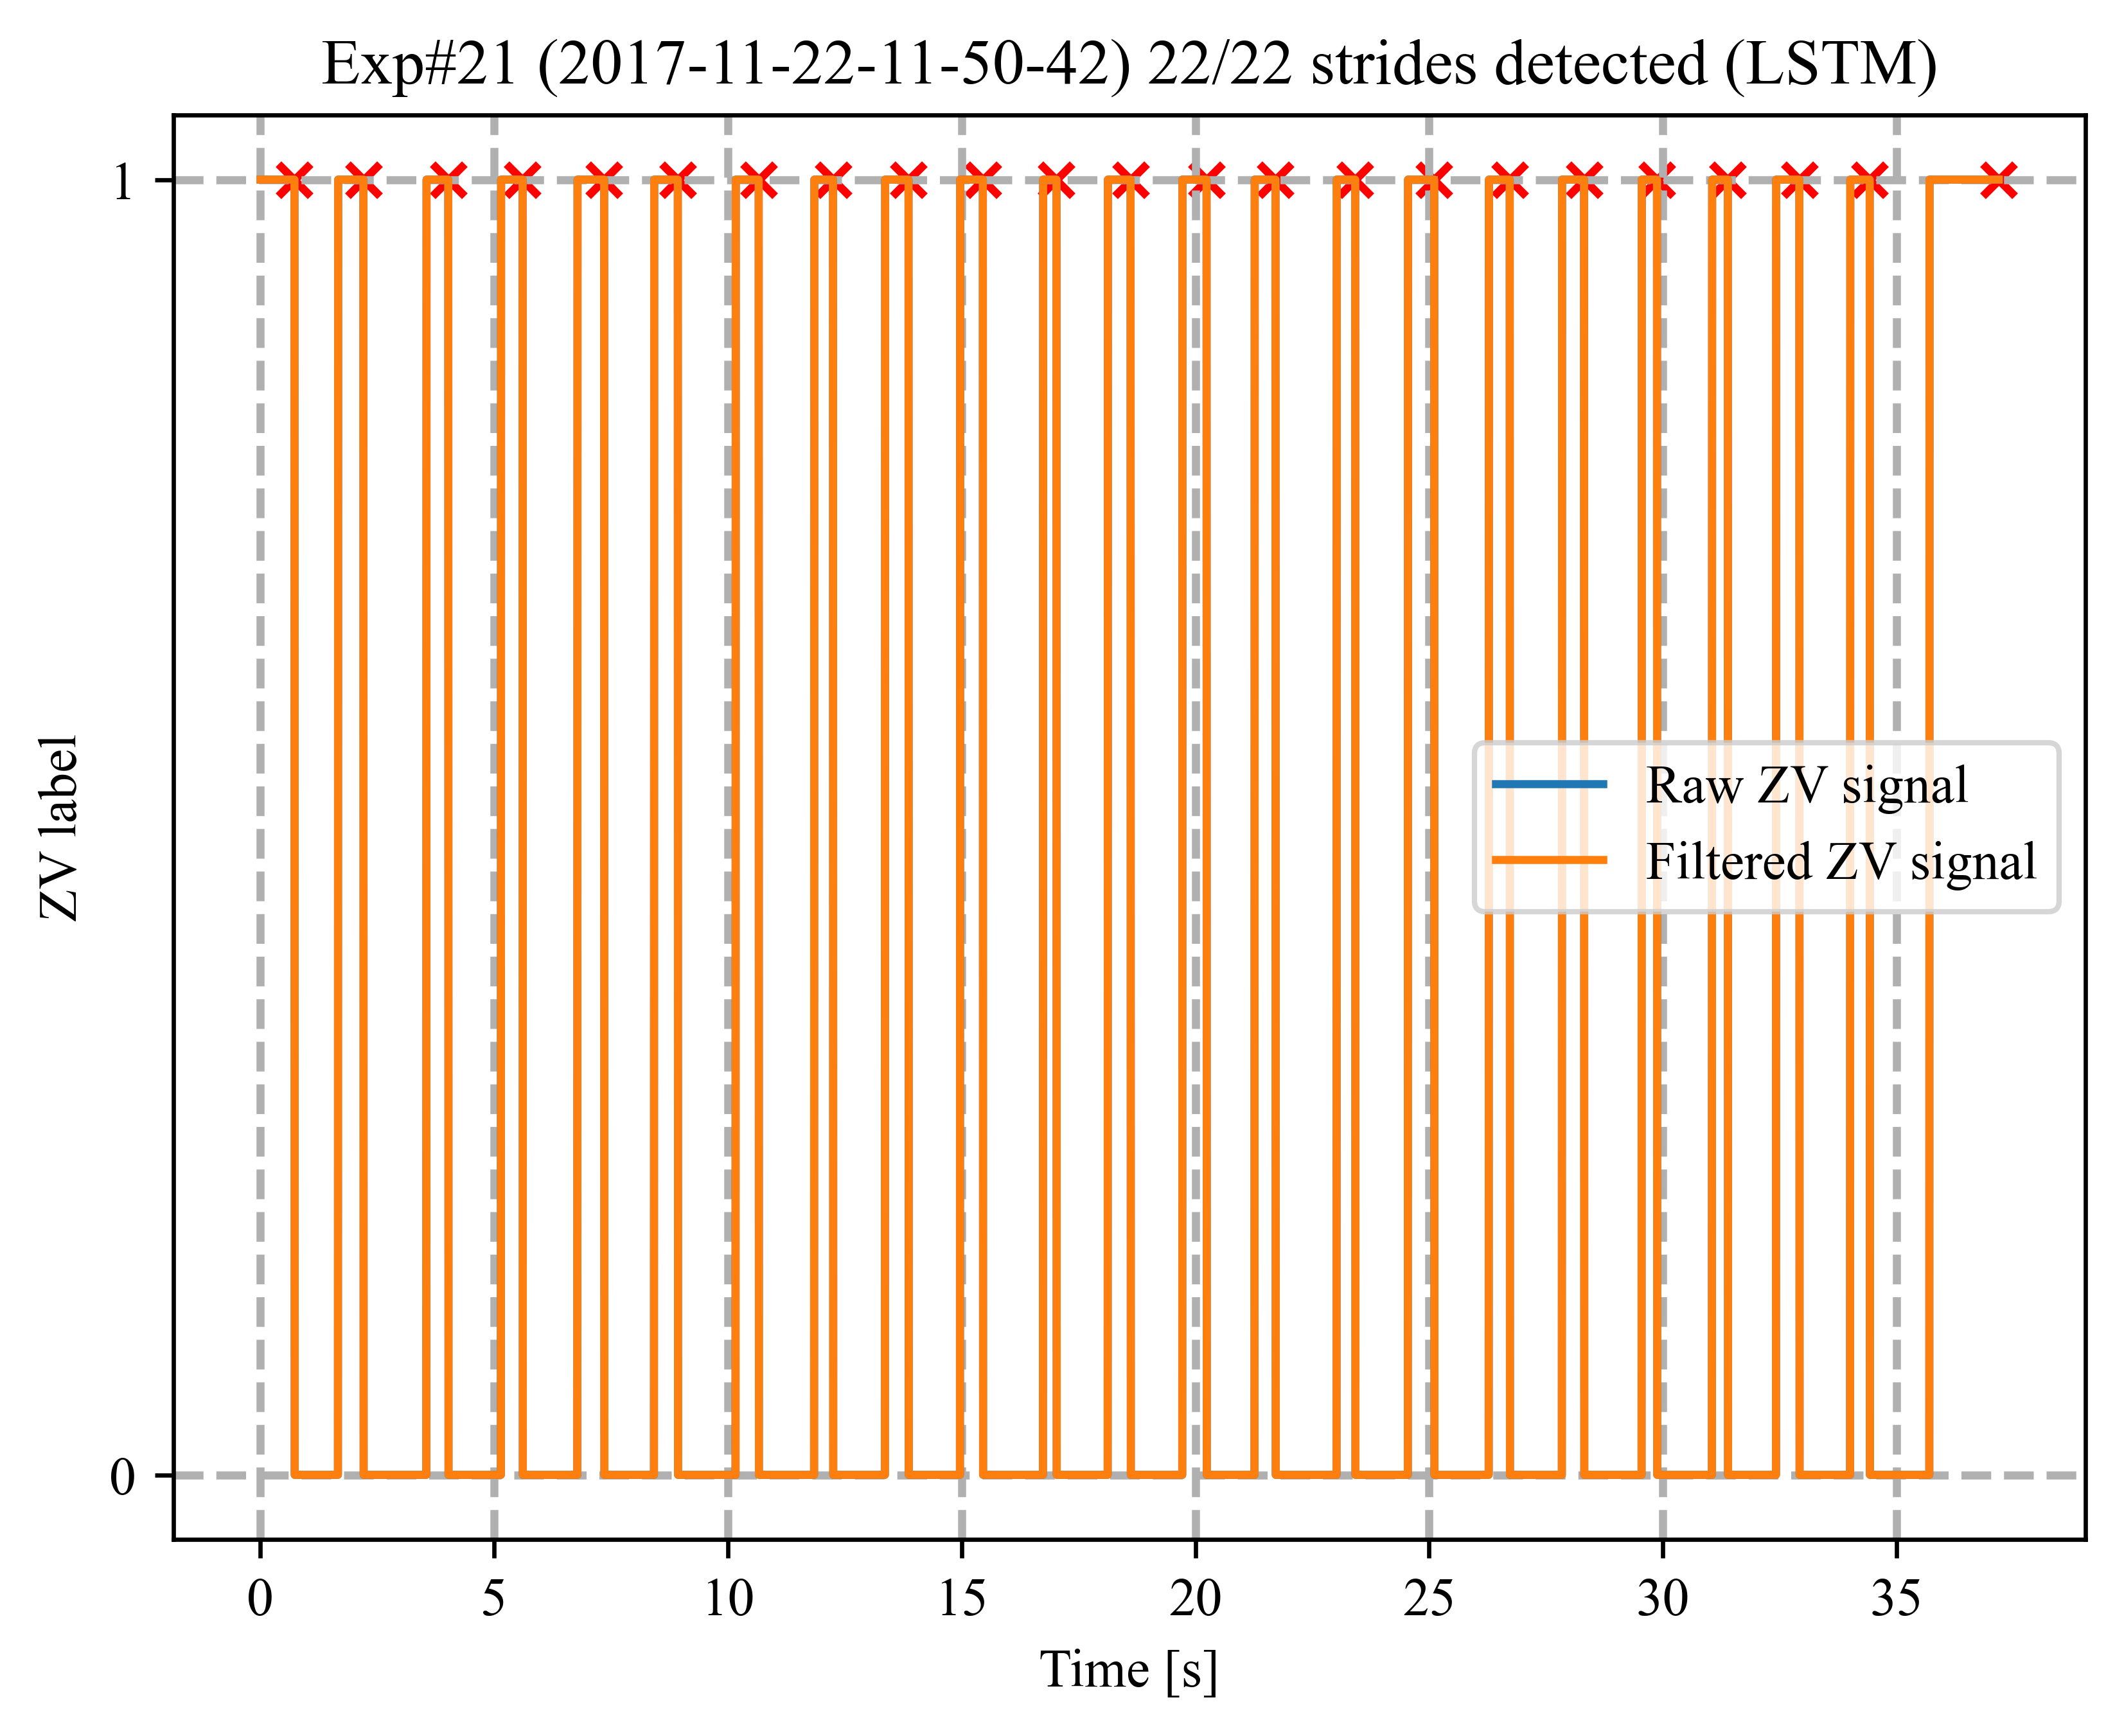 Exp#21 (2017-11-22-11-50-42) 22/22 strides detected (LSTM)
1
ZV label
Raw ZV signal
Filtered ZV signal
0
0 5 10 15 20 25 30 35
Time [s]